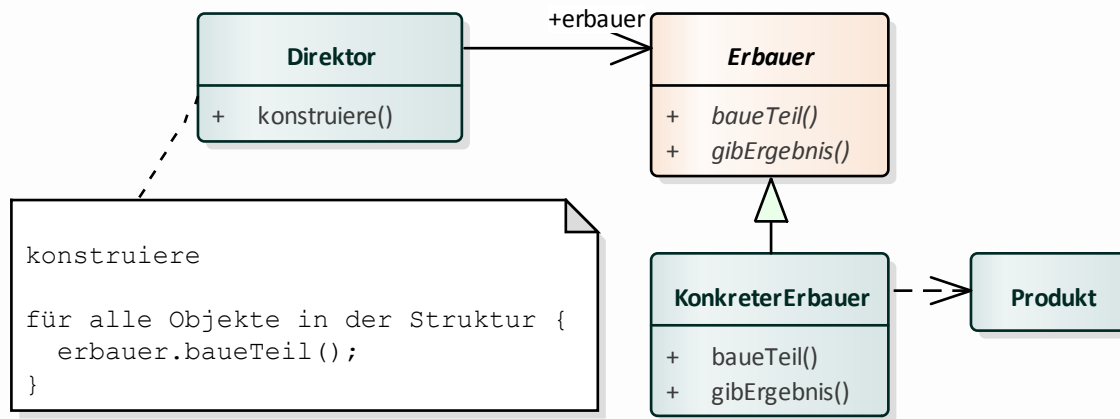 +erbauer
Direktor
+ konstruiere()
Erbauer
+ baueTeil()
+ gibErgebnis()
konstruiere
für alle Objekte in der Struktur {
erbauer.baueTeil();
}
KonkreterErbauer
+ baueTeil()
+ gibErgebnis()
Produkt